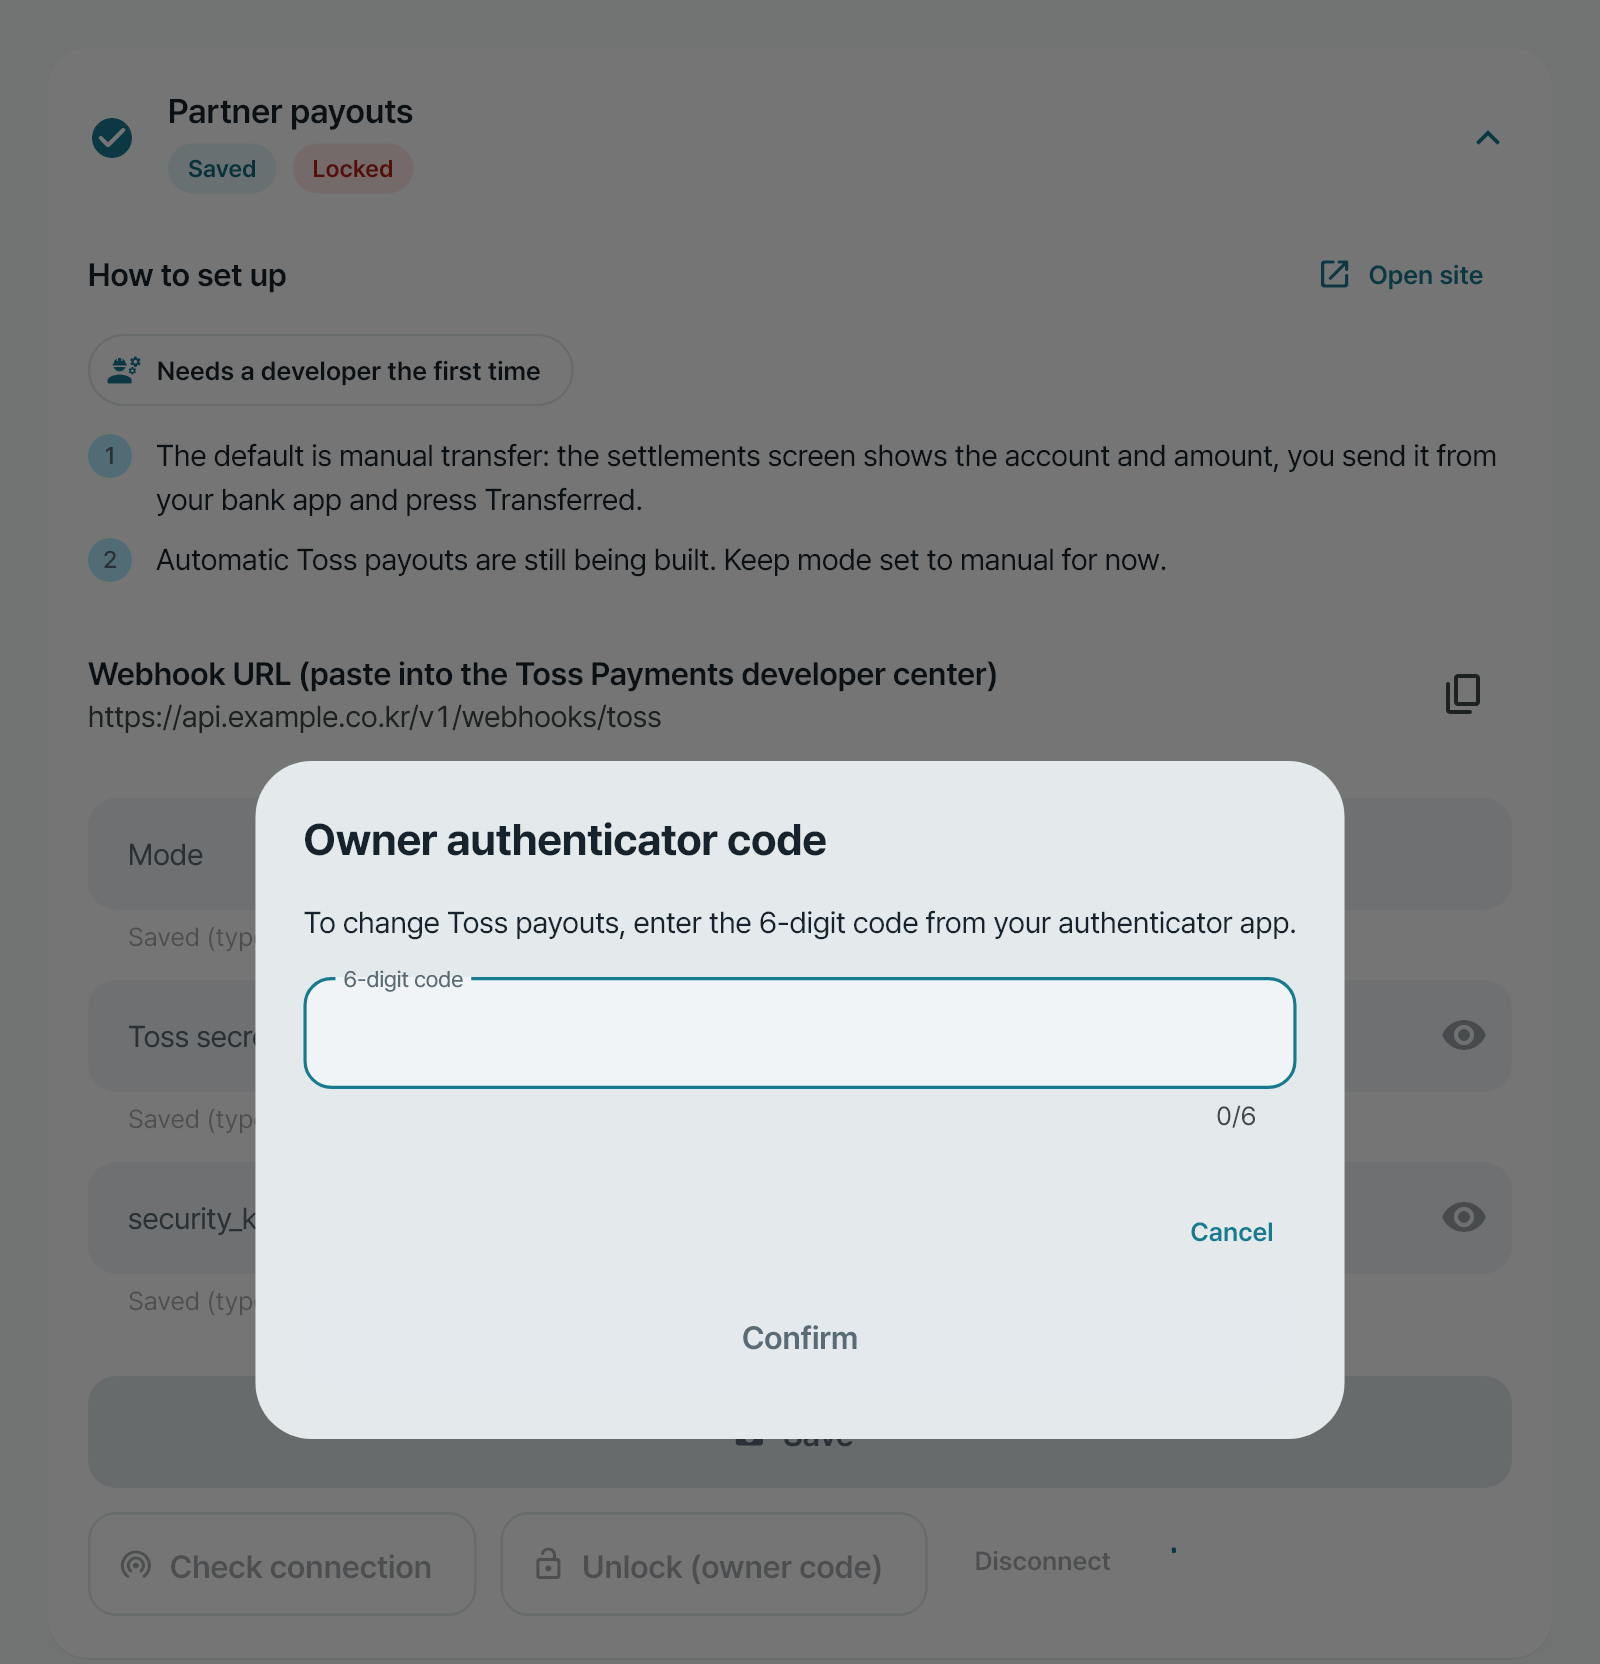 Partner payouts
Saved
Locked
How to set up
Open site
Needs a developer the first time
1
The default is manual transfer: the settlements screen shows the account and amount, you send it from
your bank app and press Transferred.
2
Automatic Toss payouts are still being built. Keep mode set to manual for now.
Webhook URL (paste into the Toss Payments developer center)
https://api.example.co.kr/v1/webhooks/toss
Mode
Saved
Owner authenticator code
To change Toss payouts, enter the 6-digit code from your authenticator app.
6-digit code
0/6
Toss
Saved
Saved
Cancel
Confirm
Save
Check connection
Unlock (owner code)
Disconnect